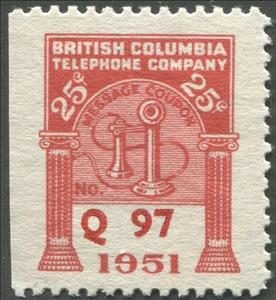 BRITISH COLUMBIA
TELEPHONE COMPANY
25¢ 25¢
MESSAGE COUPON
NO.
Q 97
1951